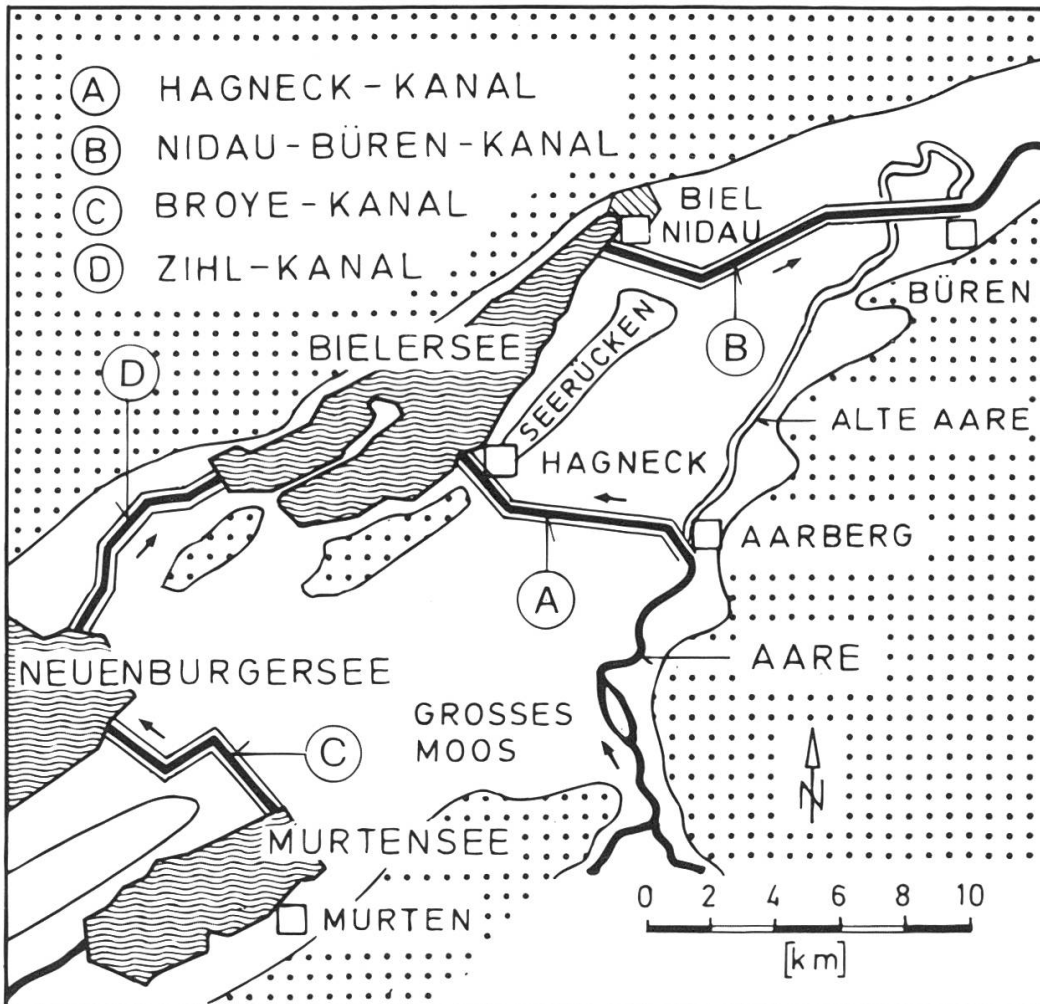 A HAGNECK-KANAL
B NIDAU-BÜREN-KANAL
C BROYE-KANAL
D ZIHL-KANAL
BIEL
NIDAU
BÜREN
BIELERSEE
SEERÜCKEN
D
B
ALTE AARE
HAGNECK
AARBERG
A
AARE
NEUENBURGERSEE
GROSSES
MOOS
C
N
MURTENSEE
MURTEN
0 2 4 6 8 10
[km]